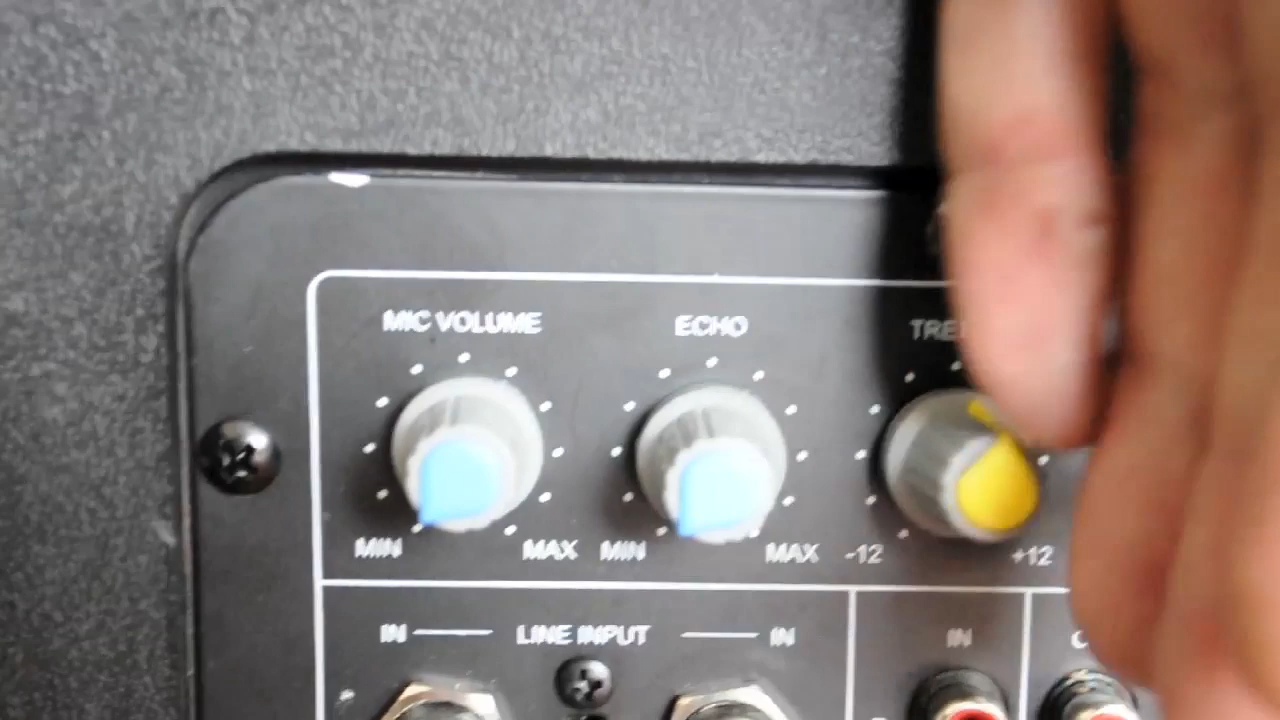 MIC VOLUME
ECHO
MIN
MAX
MIN
MAX
-12
+12
IN
LINE INPUT
IN
IN